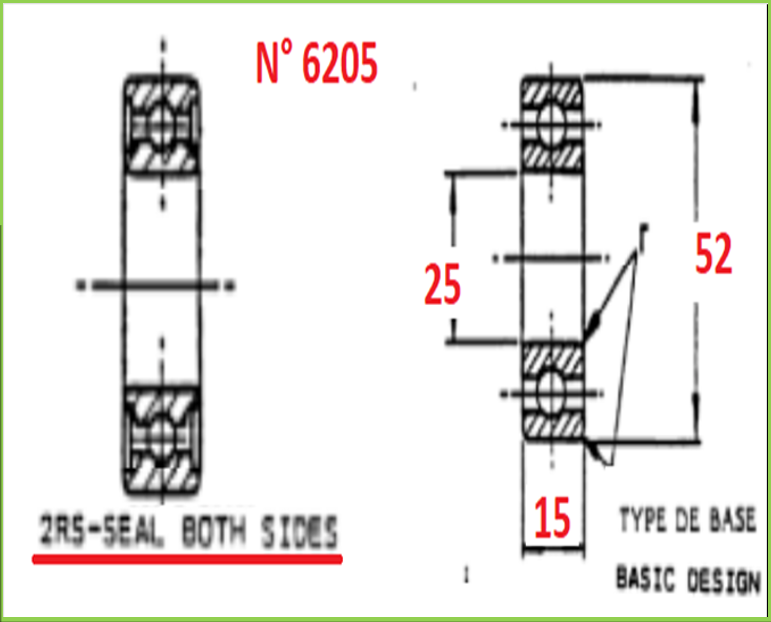 N° 6205
r
25
52
2RS-SEAL BOTH SIDES
15
TYPE DE BASE
BASIC DESIGN